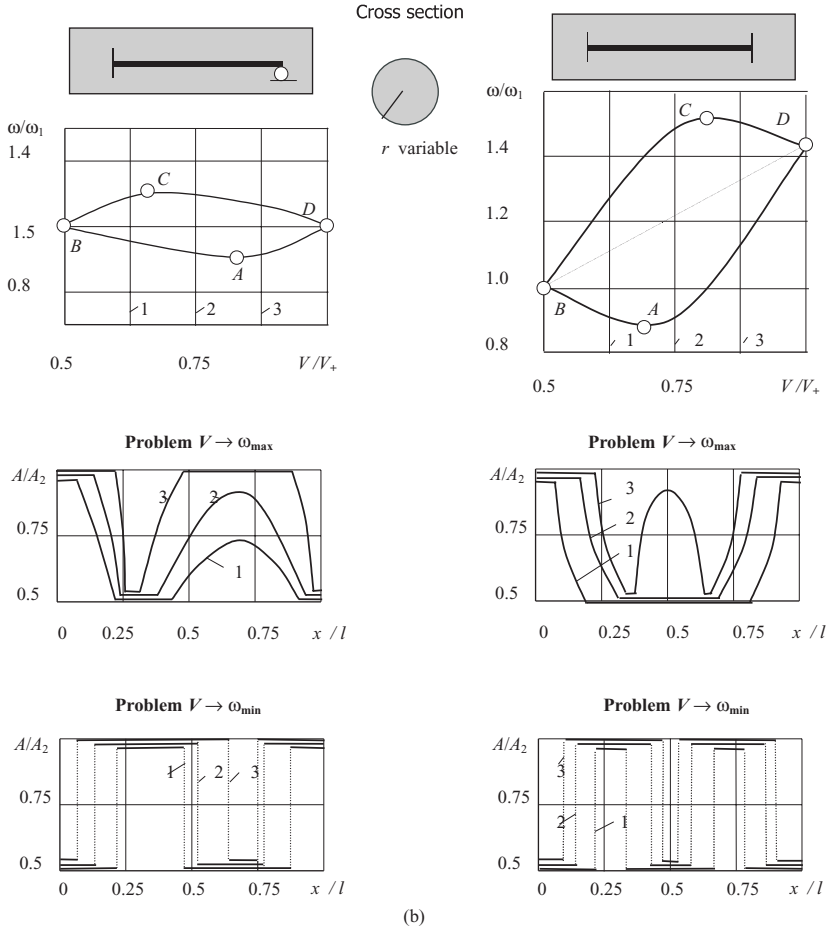 Cross section
r variable
ω/ω₁
1.4
1.5
0.8
C
D
B
A
1
2
3
0.5
0.75
V/V₊
ω/ω₁
1.4
1.2
1.0
0.8
C
D
B
A
1
2
3
0.5
0.75
V/V₊
Problem V → ωmax
A/A₂
0.75
0.5
3
2
1
0
0.25
0.5
0.75
x / l
Problem V → ωmax
A/A₂
0.75
0.5
3
2
1
0
0.25
0.5
0.75
x / l
Problem V → ωmin
A/A₂
0.75
0.5
1
2
3
0
0.25
0.5
0.75
x / l
Problem V → ωmin
A/A₂
0.75
0.5
3
2
1
0
0.25
0.5
0.75
x / l
(b)